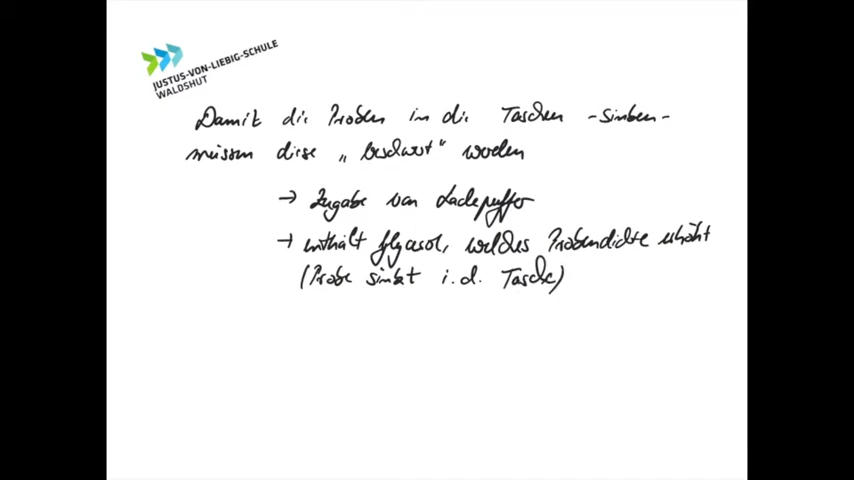 JUSTUS-VON-LIEBIG-SCHULE
WALDSHUT
Damit die Proben in die Taschen -sinken-
müssen diese „beschwert" werden
→ Zugabe von Ladepuffer
→ enthält Glycerol, welches Probendichte erhöht
(Probe sinkt i.d. Tasche)